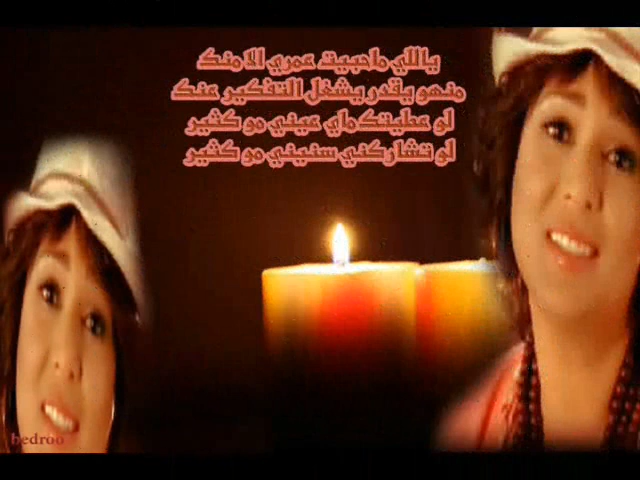 ياللي ماحبيت عمري الا منك
منهو يقدر يشغل التفكير عنك
لو عطيتك ماي عيني مو كثير
لو تشاركني سنيني مو كثير
hedroo